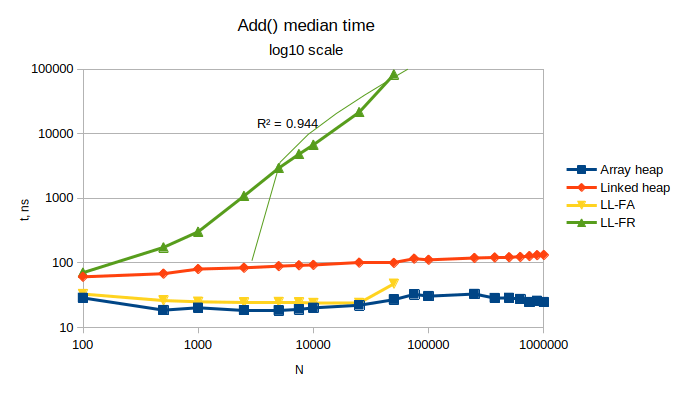 Add() median time
log10 scale
100000
10000
1000
100
10
t, ns
R² = 0.944
100 1000 10000 100000 1000000
N
Array heap
Linked heap
LL-FA
LL-FR